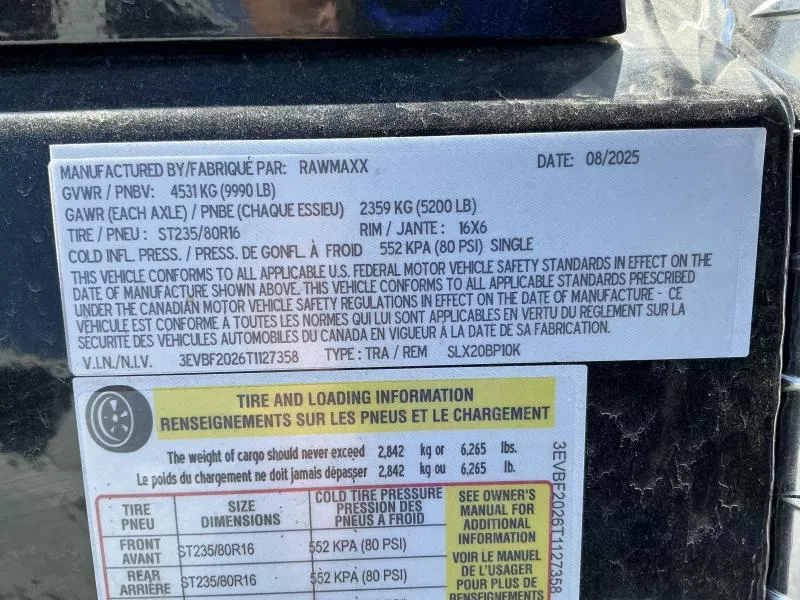 MANUFACTURED BY/FABRIQUÉ PAR: RAWMAXX DATE: 08/2025
GVWR / PNBV: 4531 KG (9990 LB)
GAWR (EACH AXLE) / PNBE (CHAQUE ESSIEU) 2359 KG (5200 LB)
TIRE / PNEU : ST235/80R16 RIM / JANTE : 16X6
COLD INFL. PRESS. / PRESS. DE GONFL. À FROID 552 KPA (80 PSI) SINGLE
THIS VEHICLE CONFORMS TO ALL APPLICABLE U.S. FEDERAL MOTOR VEHICLE SAFETY STANDARDS IN EFFECT ON THE
DATE OF MANUFACTURE SHOWN ABOVE. THIS VEHICLE CONFORMS TO ALL APPLICABLE STANDARDS PRESCRIBED
UNDER THE CANADIAN MOTOR VEHICLE SAFETY REGULATIONS IN EFFECT ON THE DATE OF MANUFACTURE - CE
VÉHICULE EST CONFORME À TOUTES LES NORMES QUI LUI SONT APPLICABLES EN VERTU DU RÈGLEMENT SUR LA
SÉCURITÉ DES VÉHICULES AUTOMOBILES DU CANADA EN VIGUEUR À LA DATE DE SA FABRICATION.
V.I.N./N.I.V. 3EVBF2026T1127358 TYPE: TRA / REM SLX20BP10K
TIRE AND LOADING INFORMATION
RENSEIGNEMENTS SUR LES PNEUS ET LE CHARGEMENT
The weight of cargo should never exceed 2,842 kg or 6,265 lbs.
Le poids du chargement ne doit jamais dépasser 2,842 kg ou 6,265 lb.
TIRE
PNEU
SIZE
DIMENSIONS
COLD TIRE PRESSURE
PRESSION DES
PNEUS A FROID
SEE OWNER'S
MANUAL FOR
ADDITIONAL
INFORMATION
VOIR LE MANUEL
DE L'USAGER
POUR PLUS DE
RENSEIGNEMENTS
FRONT
AVANT
ST235/80R16
552 KPA (80 PSI)
REAR
ARRIÈRE
ST235/80R16
552 KPA (80 PSI)
3EVBF2026T1127358